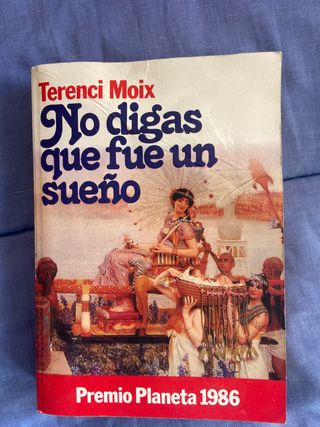 Terenci Moix
No digas
que fue un
sueño
Premio Planeta 1986